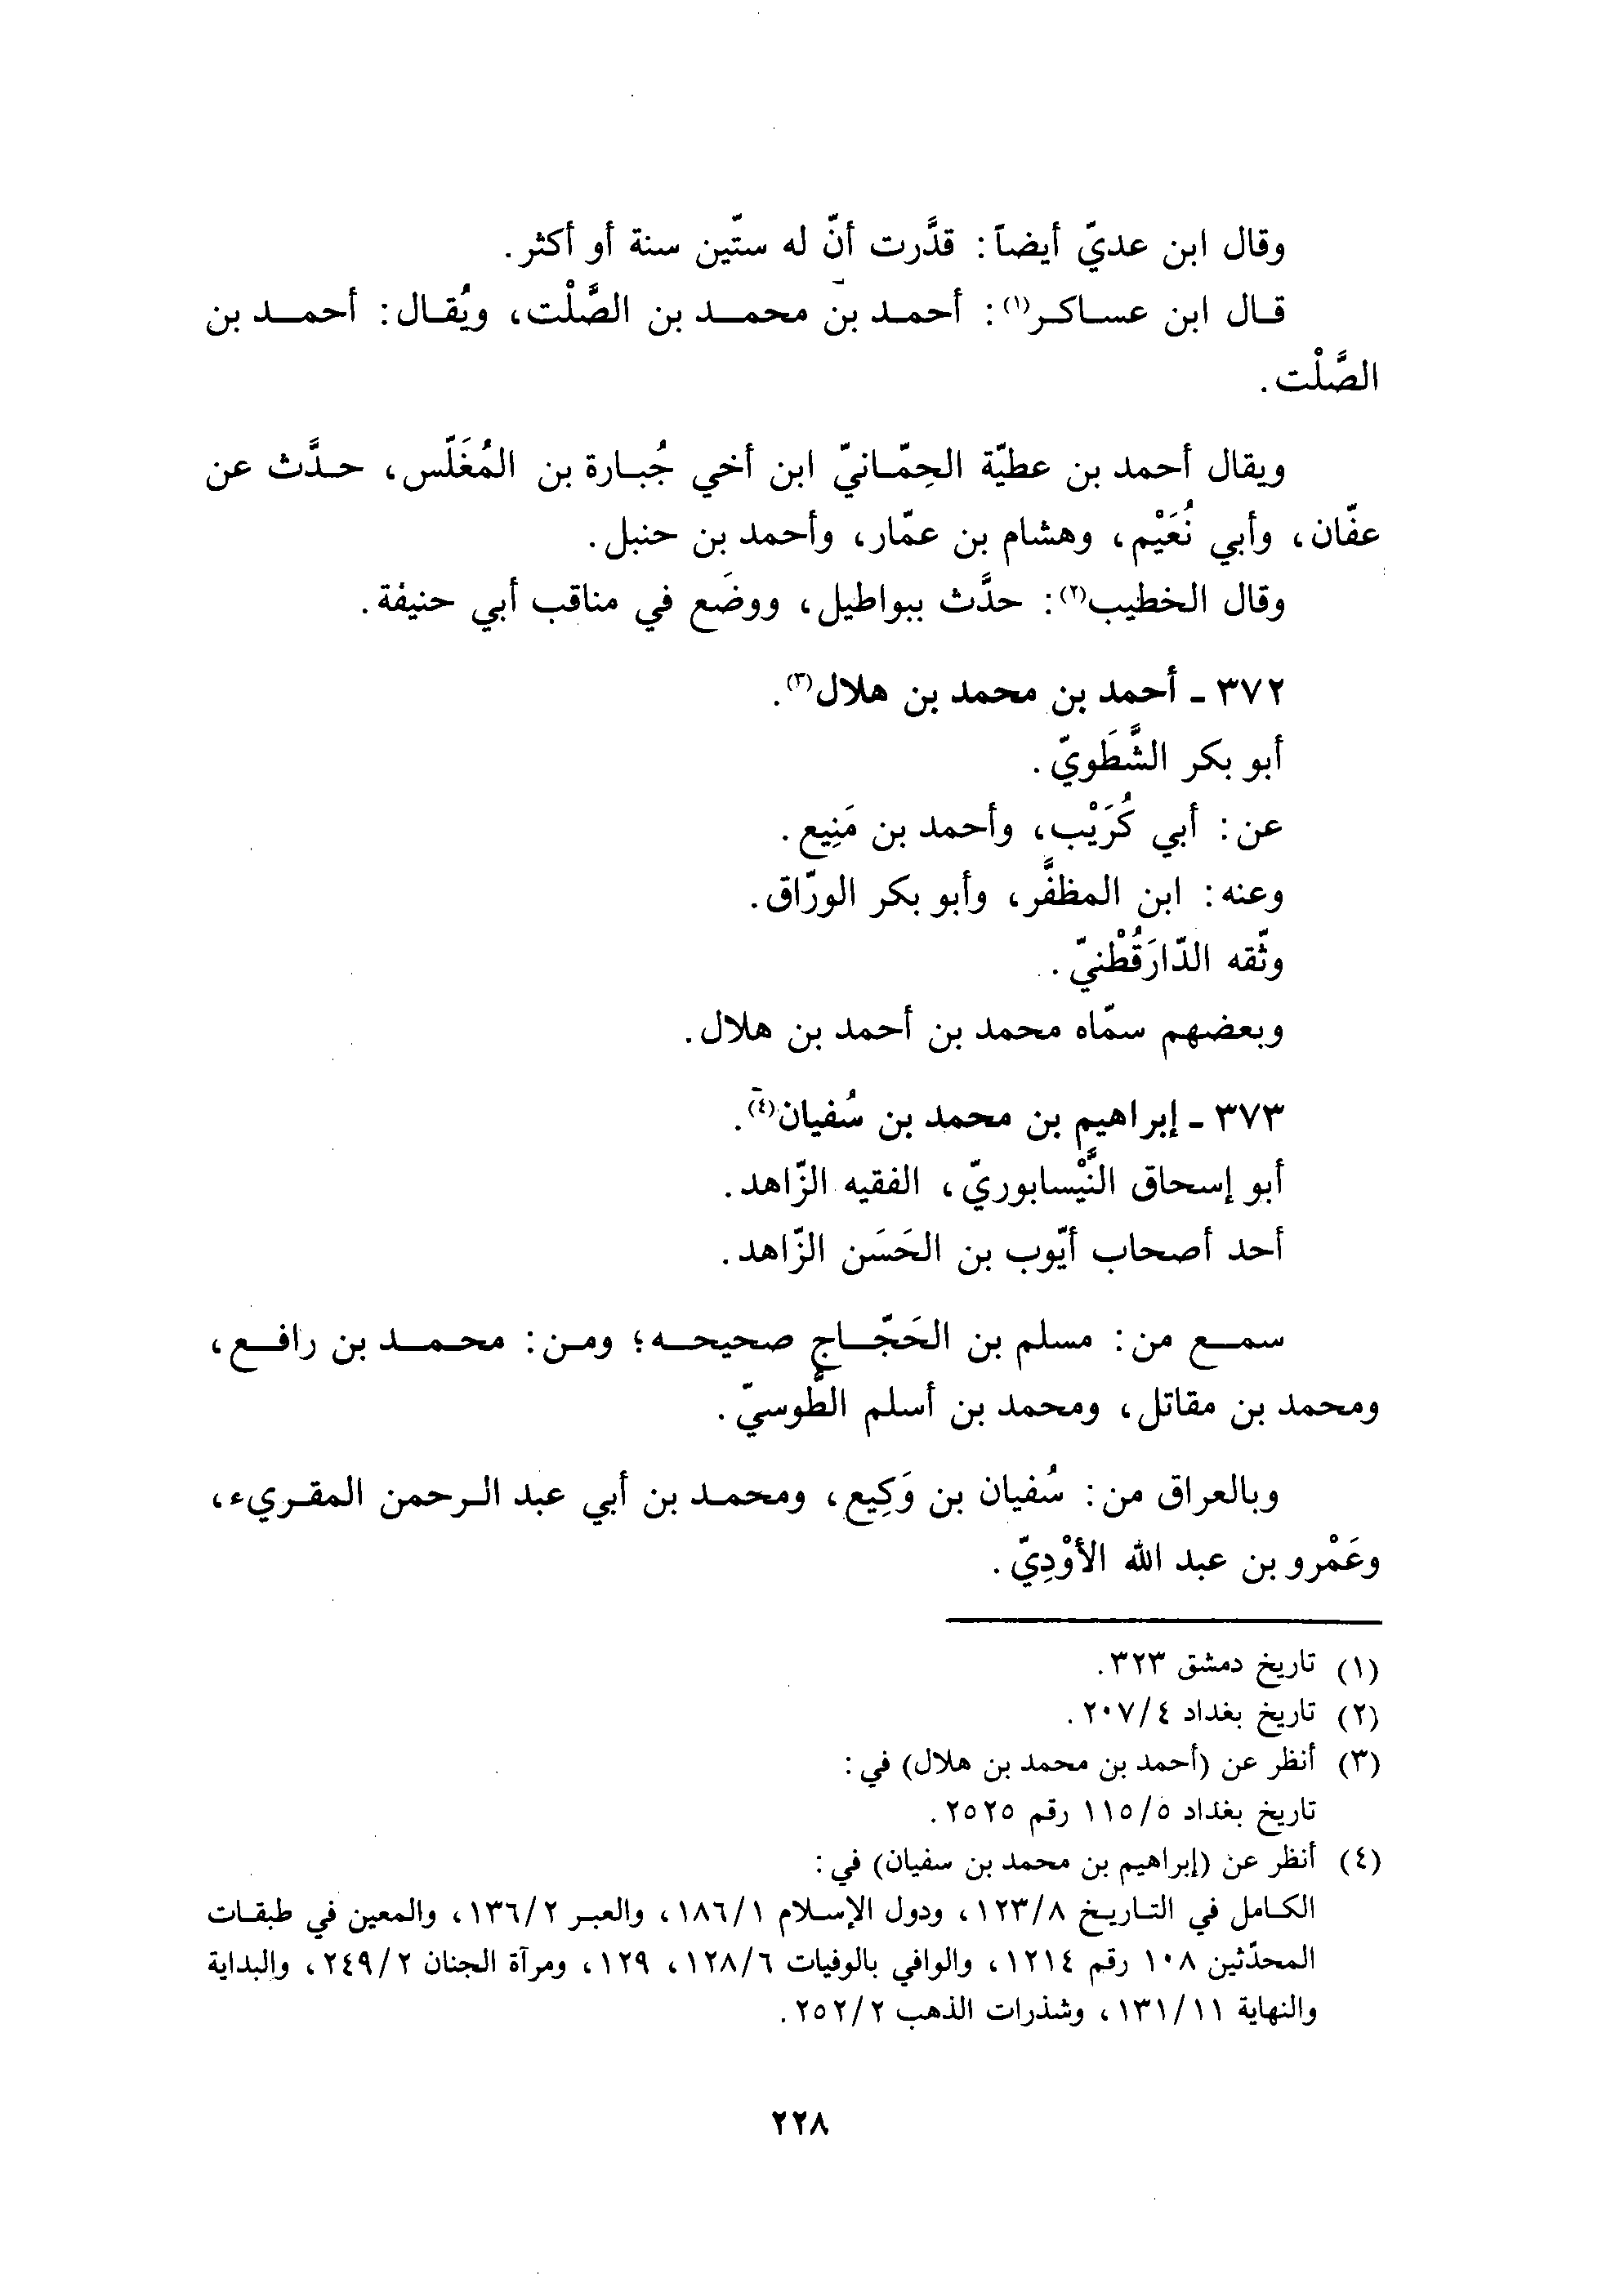 وقال ابن عديّ أيضاً: قدَّرت أنّ له ستّين سنة أو أكثر.
قال ابن عساكر(١): أحمد بن محمد بن الصَّلْت، ويُقال: أحمد بن
الصَّلْت.
ويقال أحمد بن عطيّة الحِمّانيّ ابن أخي جُبارة بن المُغَلّس، حدَّث عن
عفّان، وأبي نُعَيْم، وهشام بن عمّار، وأحمد بن حنبل.
وقال الخطيب(٢): حدَّث ببواطيل، ووضَع في مناقب أبي حنيفة.
٣٧٢ ـ أحمد بن محمد بن هلال(٣).
أبو بكر الشَّطَويّ.
عن: أبي كُرَيْب، وأحمد بن مَنِيع.
وعنه: ابن المظفَّر، وأبو بكر الورّاق.
وثّقه الدّارَقُطْنيّ.
وبعضهم سمّاه محمد بن أحمد بن هلال.
٣٧٣ ـ إبراهيم بن محمد بن سُفيان(٤).
أبو إسحاق النَّيْسابوريّ، الفقيه الزّاهد.
أحد أصحاب أيّوب بن الحَسَن الزّاهد.
سمع من: مسلم بن الحَجّاج صحيحه؛ ومن: محمد بن رافع،
ومحمد بن مقاتل، ومحمد بن أسلم الطُّوسيّ.
وبالعراق من: سُفيان بن وَكِيع، ومحمد بن أبي عبد الرحمن المقريء،
وعَمْرو بن عبد الله الأوْدِيّ.
(١) تاريخ دمشق ٣٢٣.
(٢) تاريخ بغداد ٢٠٧/٤.
(٣) أنظر عن (أحمد بن محمد بن هلال) في:
تاريخ بغداد ١١٥/٥ رقم ٢٥٢٥.
(٤) أنظر عن (إبراهيم بن محمد بن سفيان) في:
الكامل في التاريخ ١٢٣/٨، ودول الإسلام ١٨٦/١، والعبر ١٣٦/٢، والمعين في طبقات
المحدّثين ١٠٨ رقم ١٢١٤، والوافي بالوفيات ١٢٨/٦، ١٢٩، ومرآة الجنان ٢٤٩/٢، والبداية
والنهاية ١٣١/١١، وشذرات الذهب ٢٥٢/٢.
٢٢٨